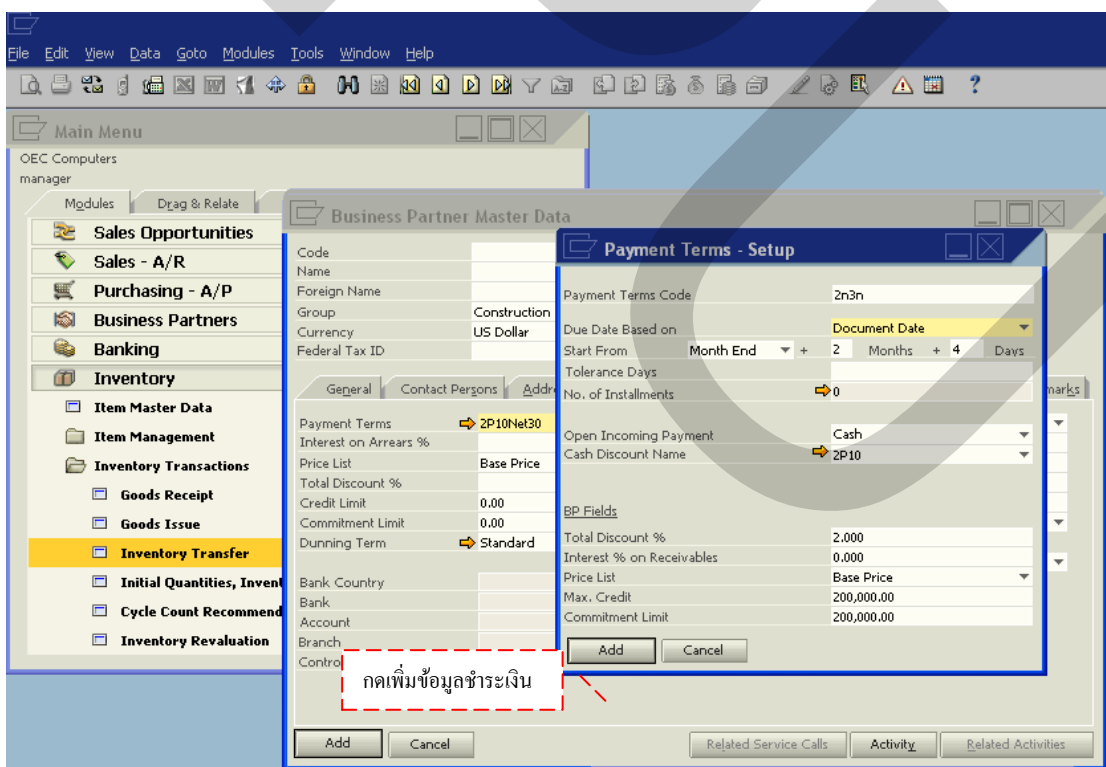 File Edit View Data Goto Modules Tools Window Help
Main Menu
OEC Computers
manager
Modules Drag & Relate
Sales Opportunities
Sales - A/R
Purchasing - A/P
Business Partners
Banking
Inventory
Item Master Data
Item Management
Inventory Transactions
Goods Receipt
Goods Issue
Inventory Transfer
Initial Quantities,
Cycle Count
Inventory Revaluation
Business Partner Master Data
Code
Name
Foreign Name
Group Construction
Currency US Dollar
Federal Tax ID
General Contact Persons
Payment Terms 2P10Net30
Interest on Arrears %
Price List Base Price
Total Discount %
Credit Limit 0.00
Commitment Limit 0.00
Dunning Term Standard
Bank Country
Bank
Account
Branch
กดเพิ่มข้อมูลชำระเงิน
Add Cancel Related Service Calls Activity Related Activities
Payment Terms - Setup
Payment Terms Code 2n3n
Due Date Based on Document Date
Start From Month End + 2 Months + 4 Days
Tolerance Days
No. of Installments 0
Open Incoming Payment Cash
Cash Discount Name 2P10
BP Fields
Total Discount % 2.000
Interest % on Receivables 0.000
Price List Base Price
Max. Credit 200,000.00
Commitment Limit 200,000.00
Add Cancel